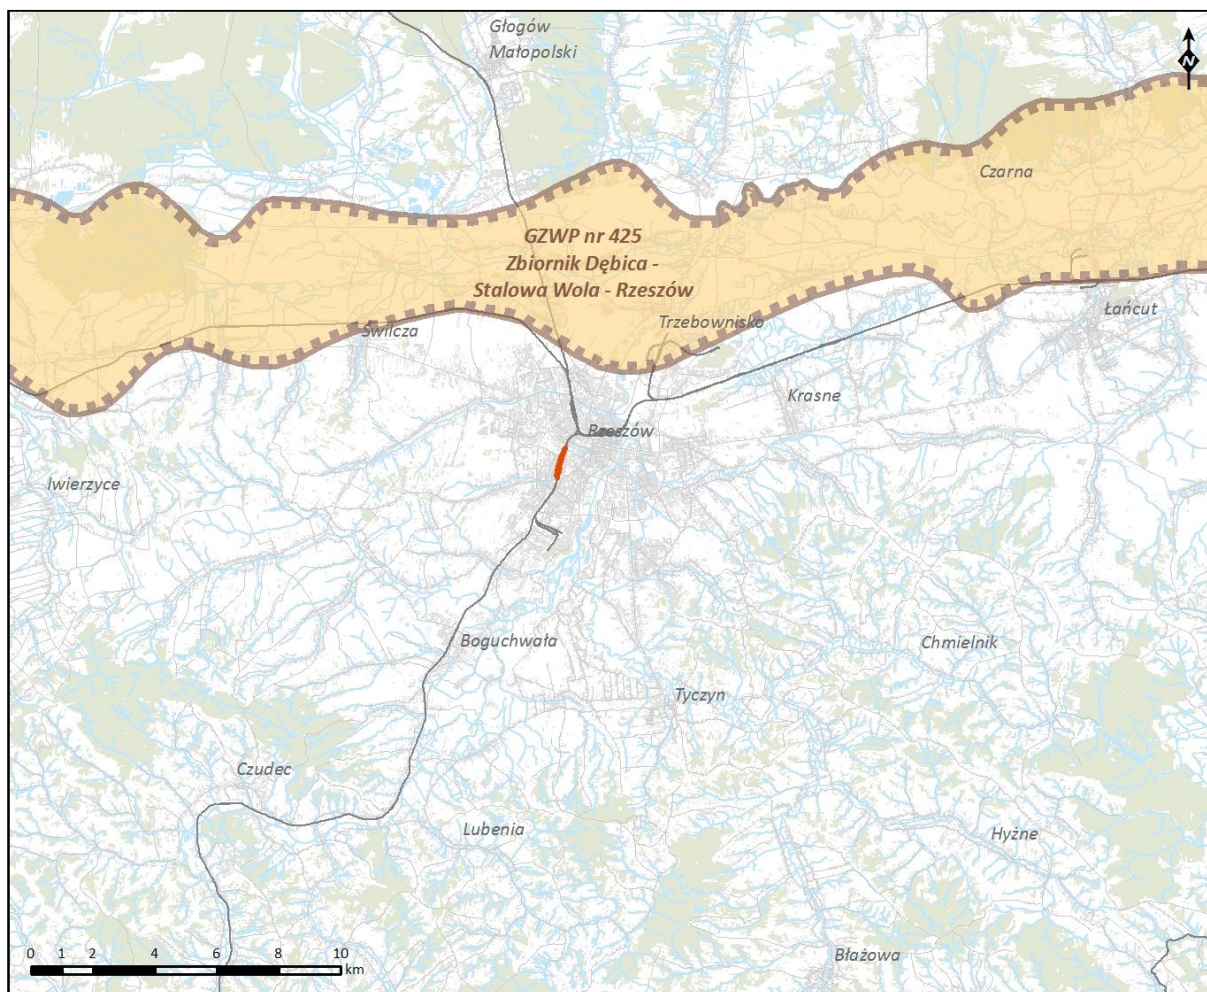 Głogów
Małopolski
N
Czarna
GZWP nr 425
Zbiornik Dębica -
Stalowa Wola - Rzeszów
Trzebownisko
Świlcza
Łańcut
Krasne
Rzeszów
Iwierzyce
Boguchwała
Chmielnik
Tyczyn
Czudec
Lubenia
Hyżne
Błażowa
0 1 2 4 6 8 10
km